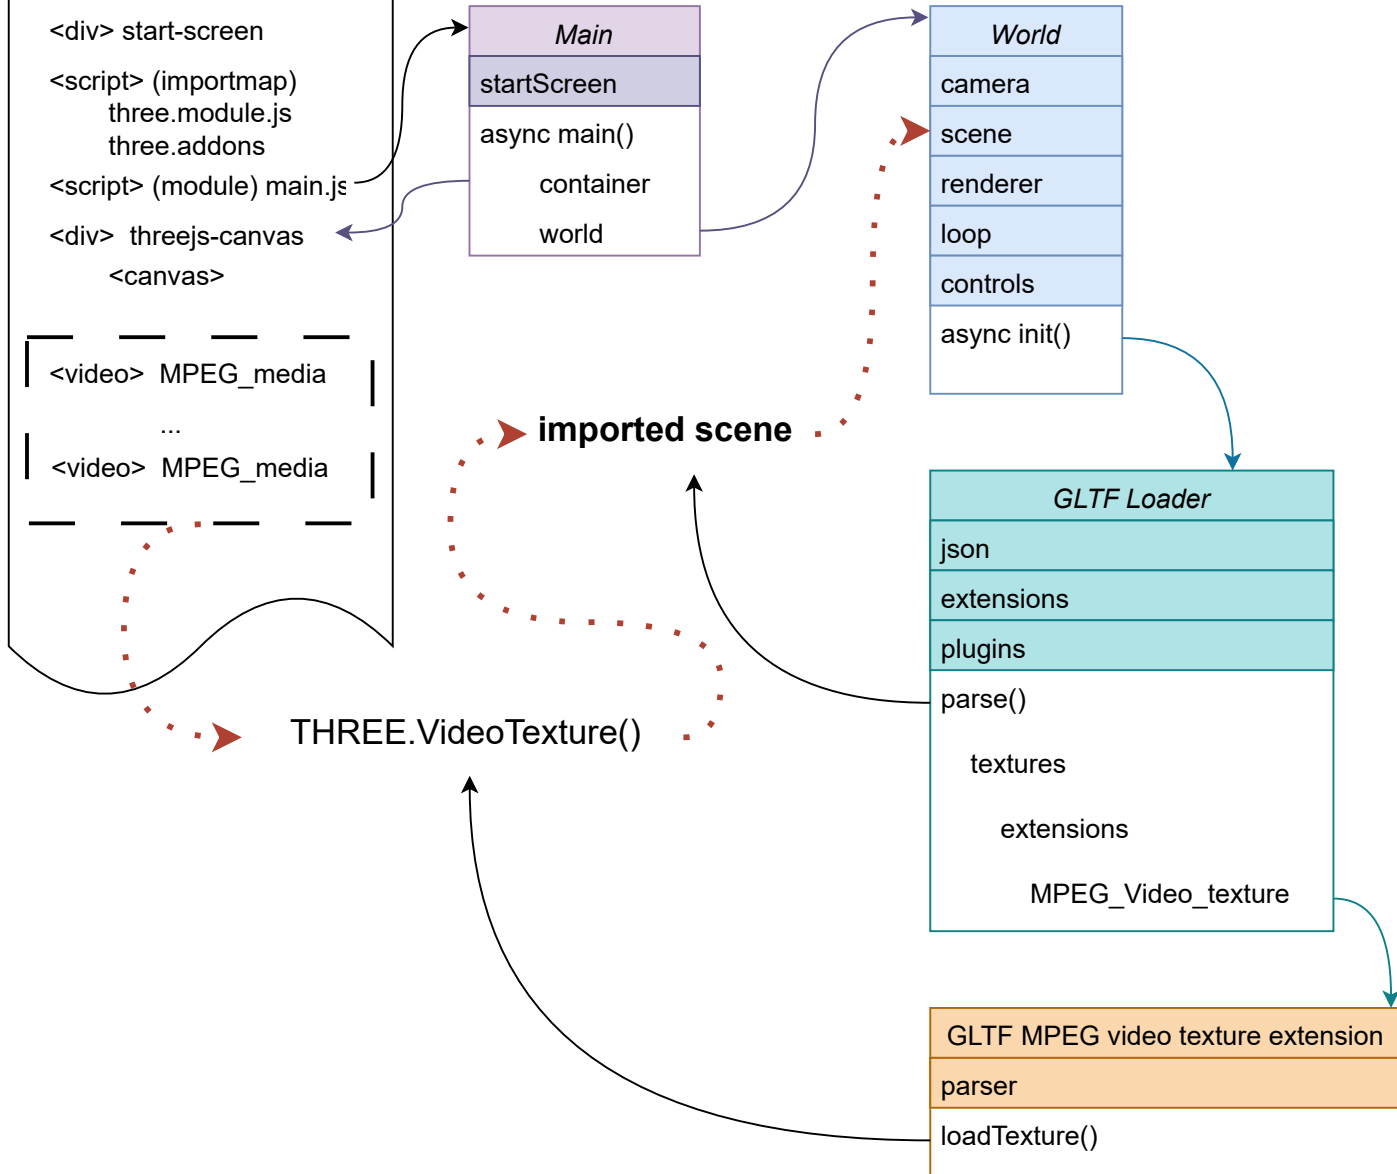 <div> start-screen
<script> (importmap)
three.module.js
three.addons
<script> (module) main.js
<div> threejs-canvas
<canvas>
<video> MPEG_media
...
<video> MPEG_media
Main
startScreen
async main()
container
world
World
camera
scene
renderer
loop
controls
async init()
imported scene
GLTF Loader
json
extensions
plugins
parse()
textures
extensions
MPEG_Video_texture
THREE.VideoTexture()
GLTF MPEG video texture extension
parser
loadTexture()